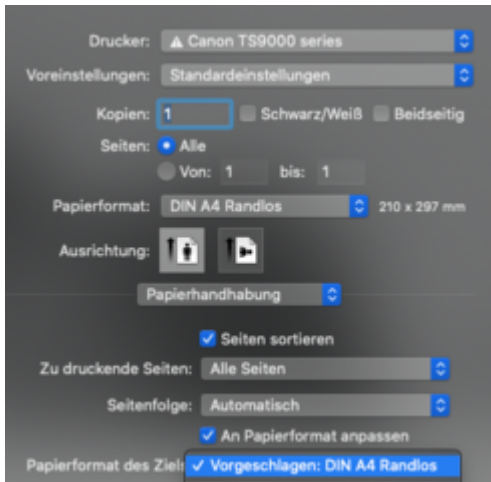 Drucker: Canon TS9000 series
Voreinstellungen: Standardeinstellungen
Kopien: 1 Schwarz/Weiß Beidseitig
Seiten: Alle
Von: 1 bis: 1
Papierformat: DIN A4 Randlos 210 x 297 mm
Ausrichtung:
Papierhandhabung
Seiten sortieren
Zu druckende Seiten: Alle Seiten
Seitenfolge: Automatisch
An Papierformat anpassen
Papierformat des Ziel Vorgeschlagen: DIN A4 Randlos